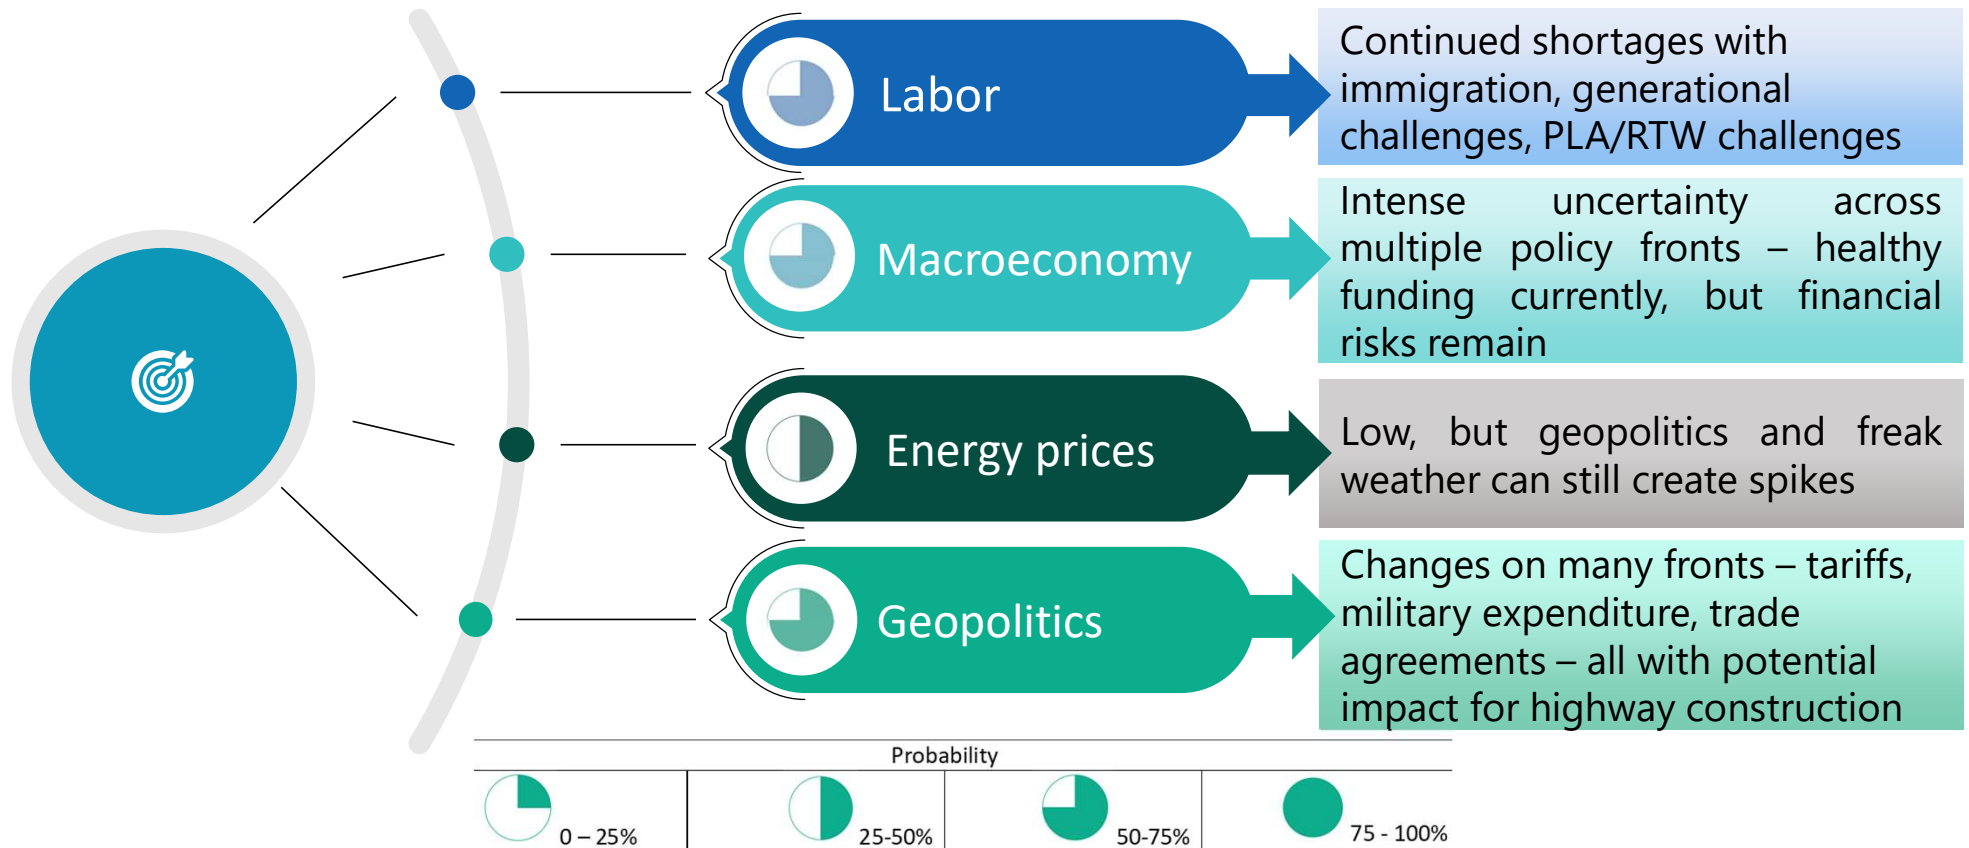 Labor
Continued shortages with
immigration, generational
challenges, PLA/RTW challenges
Macroeconomy
Intense uncertainty across
multiple policy fronts – healthy
funding currently, but financial
risks remain
Energy prices
Low, but geopolitics and freak
weather can still create spikes
Geopolitics
Changes on many fronts – tariffs,
military expenditure, trade
agreements – all with potential
impact for highway construction
Probability
0 – 25%
25-50%
50-75%
75 - 100%